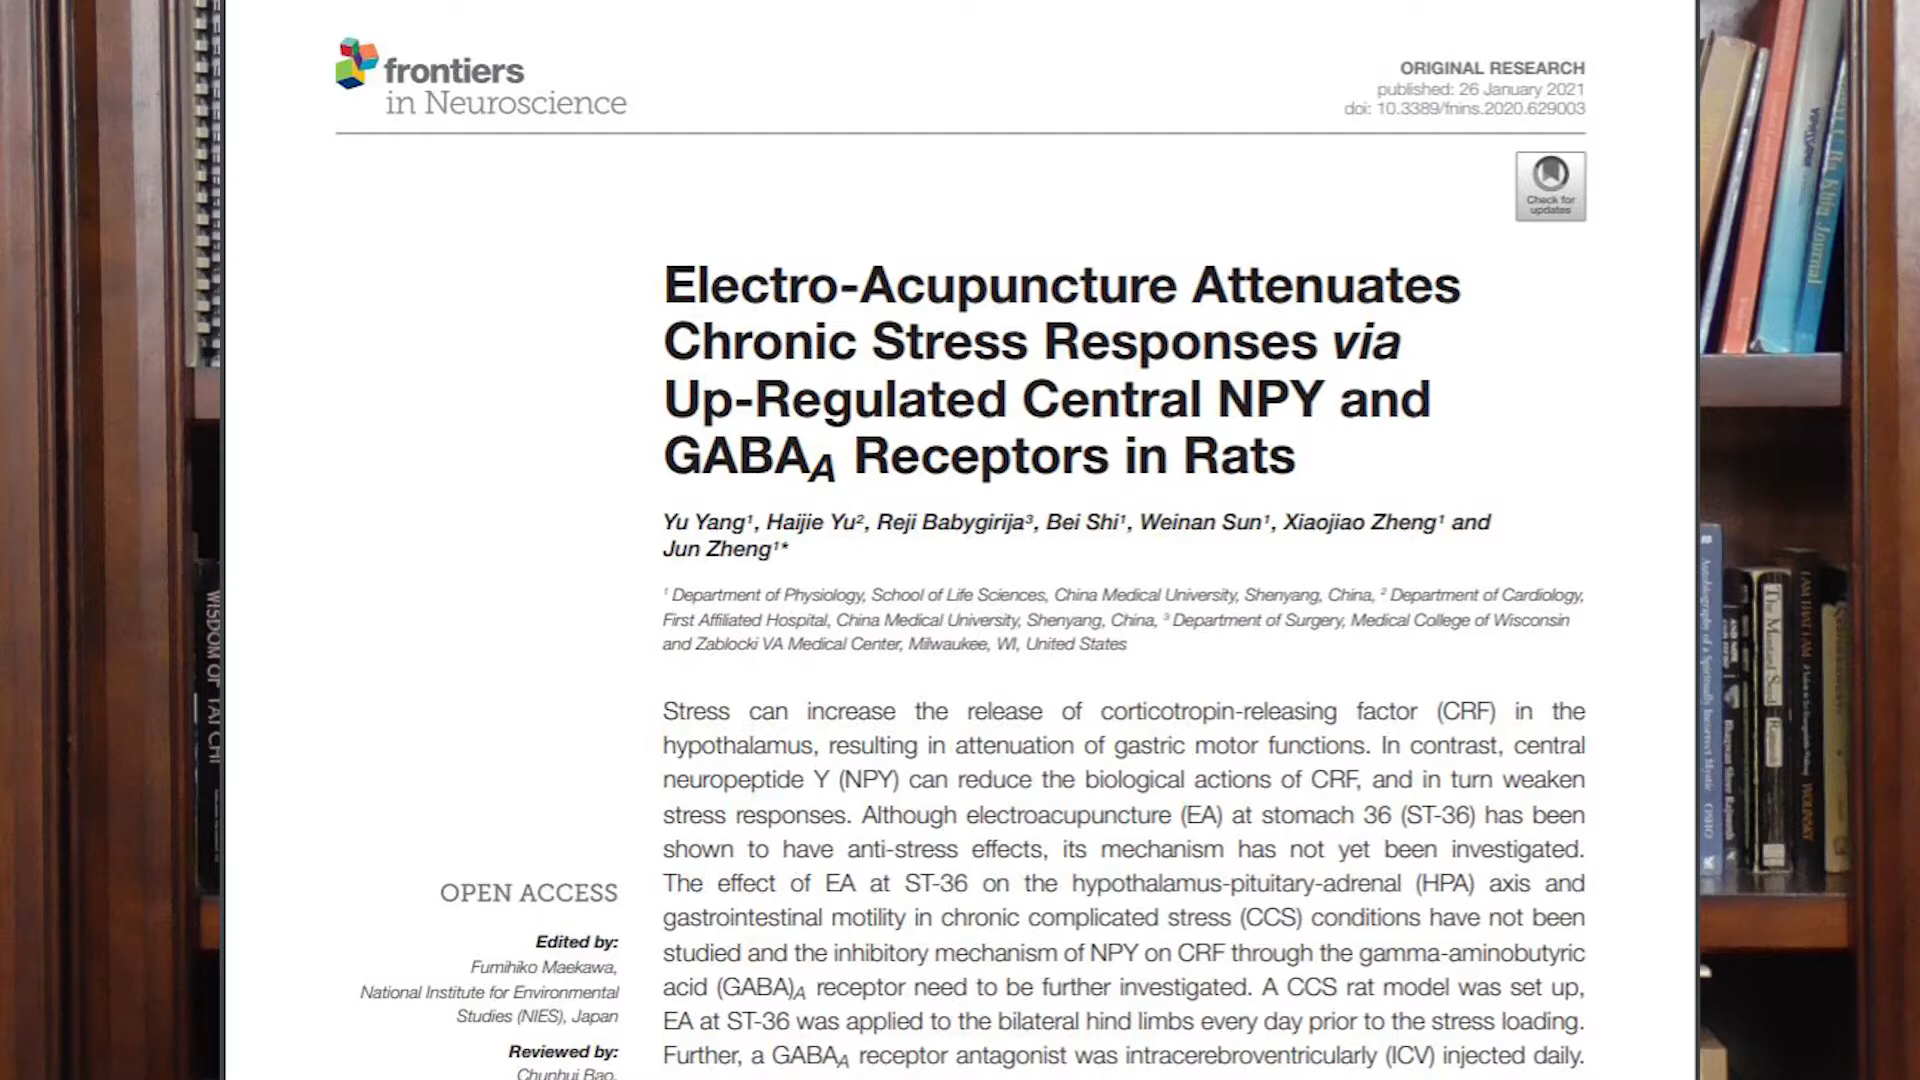 frontiers
in Neuroscience
ORIGINAL RESEARCH
published: 26 January 2021
doi: 10.3389/fnins.2020.629003
Check for
updates
Electro-Acupuncture Attenuates
Chronic Stress Responses via
Up-Regulated Central NPY and
GABAA Receptors in Rats
Yu Yang¹, Haijie Yu², Reji Babygirija³, Bei Shi¹, Weinan Sun¹, Xiaojiao Zheng¹ and
Jun Zheng¹*
¹ Department of Physiology, School of Life Sciences, China Medical University, Shenyang, China, ² Department of Cardiology,
First Affiliated Hospital, China Medical University, Shenyang, China, ³ Department of Surgery, Medical College of Wisconsin
and Zablocki VA Medical Center, Milwaukee, WI, United States
Stress can increase the release of corticotropin-releasing factor (CRF) in the
hypothalamus, resulting in attenuation of gastric motor functions. In contrast, central
neuropeptide Y (NPY) can reduce the biological actions of CRF, and in turn weaken
stress responses. Although electroacupuncture (EA) at stomach 36 (ST-36) has been
shown to have anti-stress effects, its mechanism has not yet been investigated.
The effect of EA at ST-36 on the hypothalamus-pituitary-adrenal (HPA) axis and
gastrointestinal motility in chronic complicated stress (CCS) conditions have not been
studied and the inhibitory mechanism of NPY on CRF through the gamma-aminobutyric
acid (GABA)A receptor need to be further investigated. A CCS rat model was set up,
EA at ST-36 was applied to the bilateral hind limbs every day prior to the stress loading.
Further, a GABAA receptor antagonist was intracerebroventricularly (ICV) injected daily.
OPEN ACCESS
Edited by:
Fumihiko Maekawa,
National Institute for Environmental
Studies (NIES), Japan
Reviewed by:
Chunhui Bao,
WISDOM OF TAI CHI
Journal
Autobiography of a Spiritually Incorrect Mystic
OSHO
I AM THAT I AM
WOLINSKY